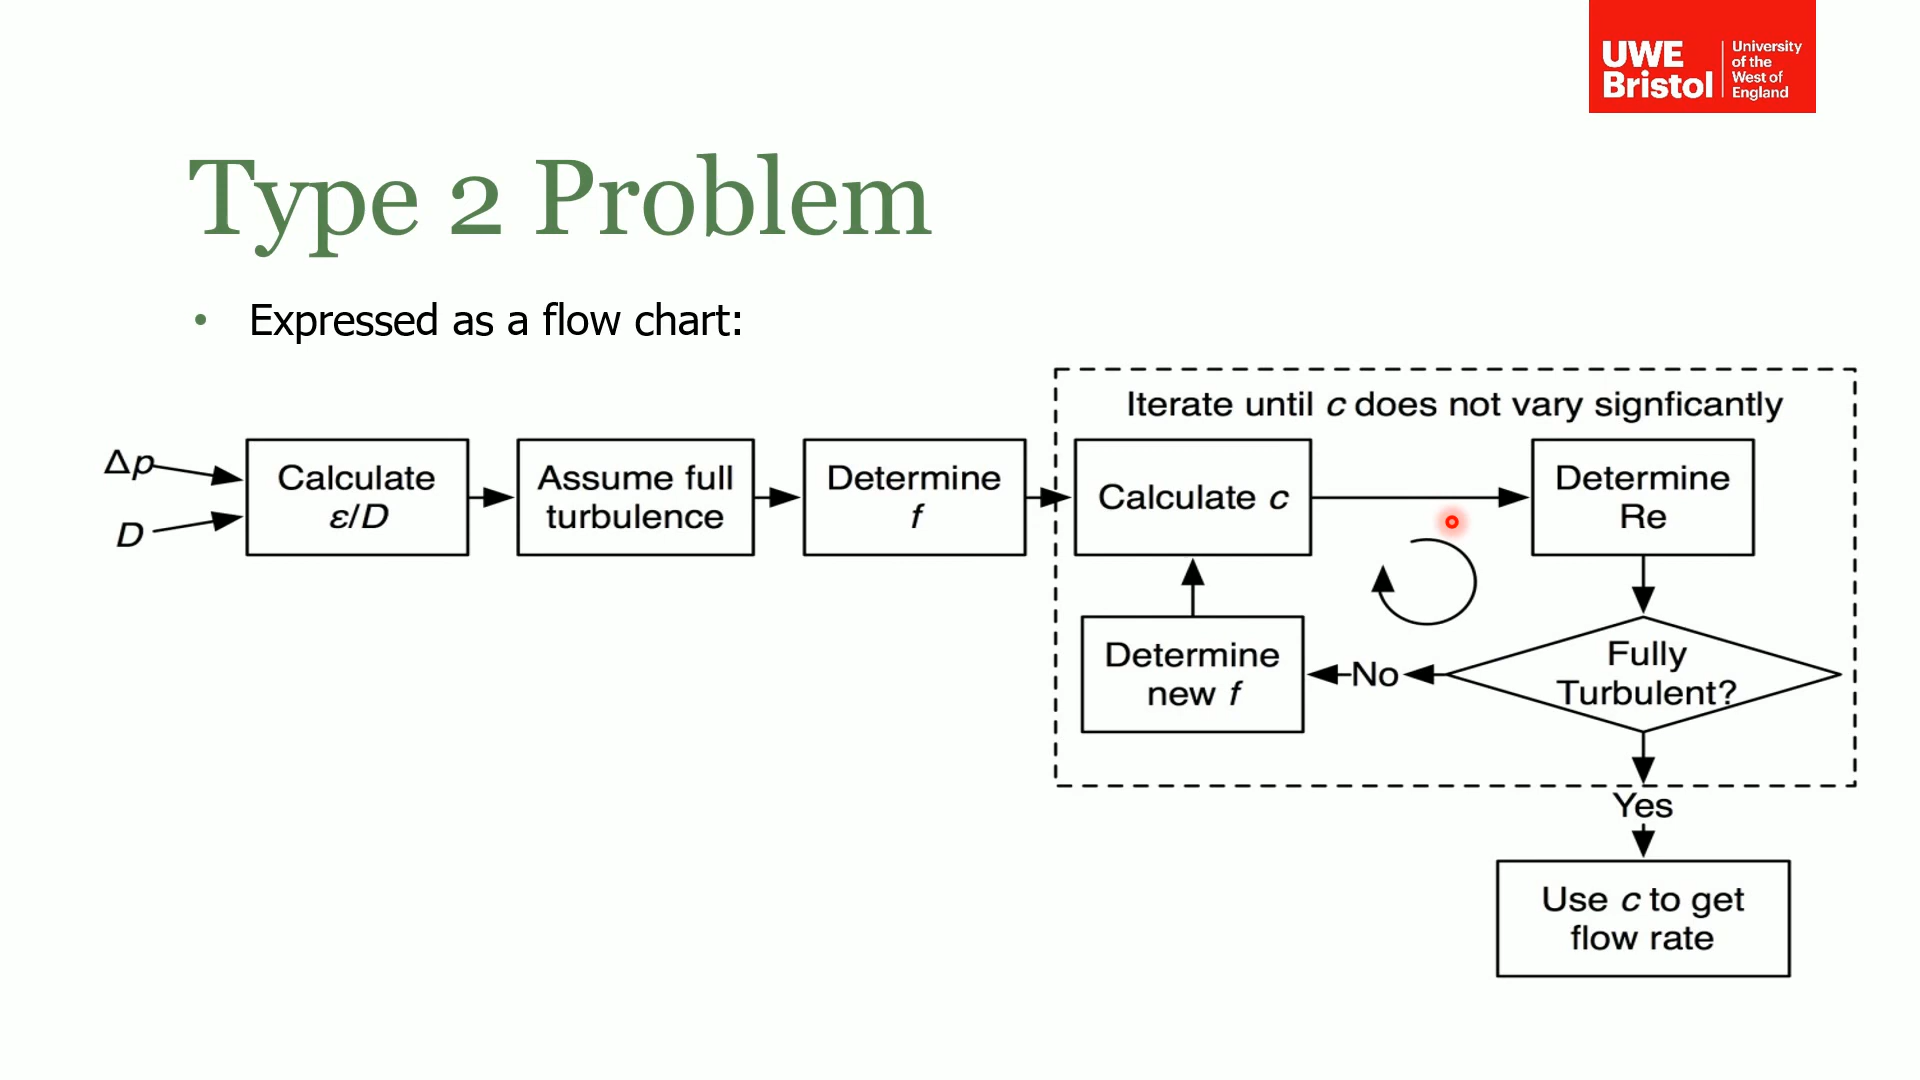 UWE
Bristol
University
of the
West of
England
Type 2 Problem
• Expressed as a flow chart:
Iterate until c does not vary signficantly
Δp
D
Calculate
ε/D
Assume full
turbulence
Determine
f
Calculate c
Determine
Re
Fully
Turbulent?
No
Determine
new f
Yes
Use c to get
flow rate